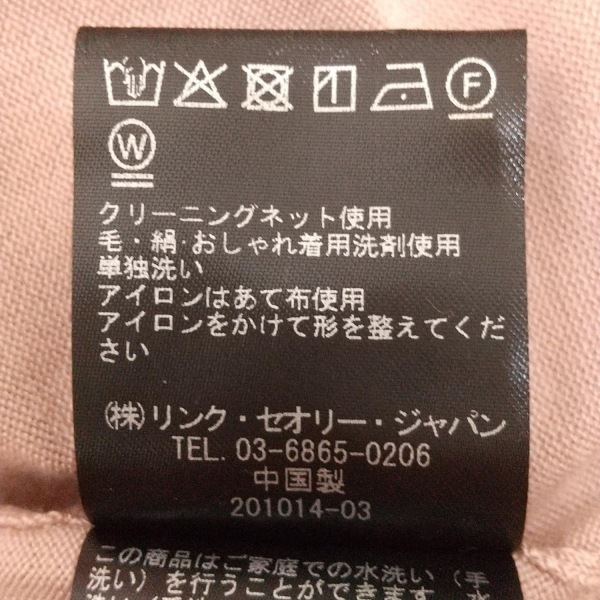 F
W
クリーニングネット使用
毛・絹・おしゃれ着用洗剤使用
単独洗い
アイロンはあて布使用
アイロンをかけて形を整えてくだ
さい
(株)リンク・セオリー・ジャパン
TEL. 03-6865-0206
中国製
201014-03
この商品はご家庭での水洗い(手
洗い)を行うことができます。水